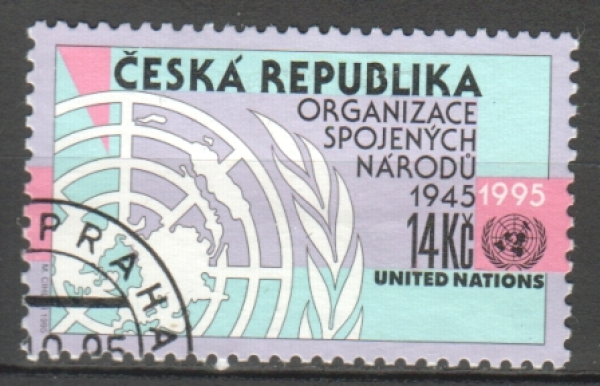 ČESKÁ REPUBLIKA
ORGANIZACE
SPOJENÝCH
NÁRODŮ
1945 1995
14KČ
UNITED NATIONS
PRAHA
10.95